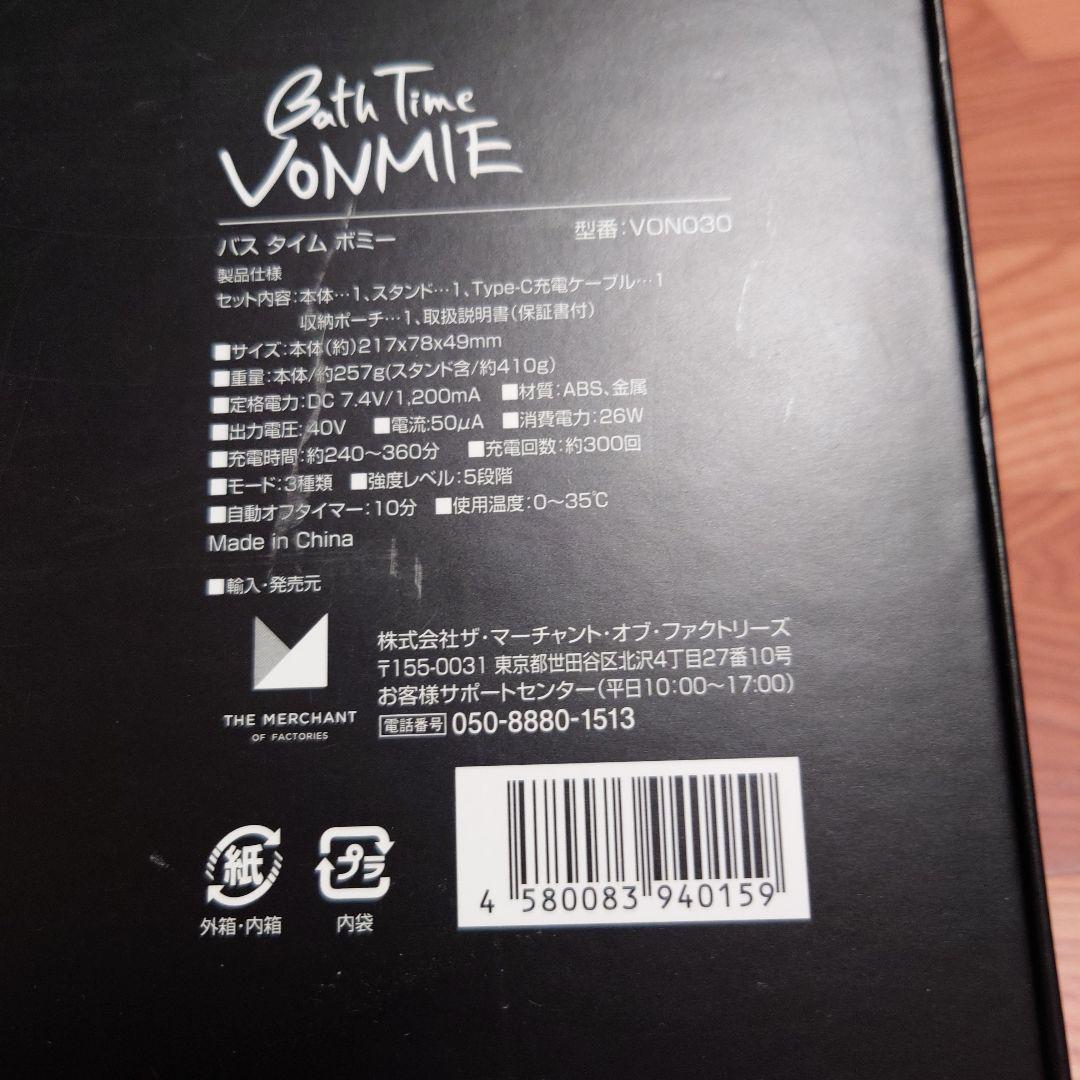 Bath Time
VONMIE
バス タイム ボミー 型番:VON030
製品仕様
セット内容:本体…1、スタンド…1、Type-C充電ケーブル…1
収納ポーチ…1、取扱説明書(保証書付)
■サイズ:本体(約)217x78x49mm
■重量:本体/約257g(スタンド含/約410g)
■定格電力:DC 7.4V/1,200mA ■材質:ABS、金属
■出力電圧:40V ■電流:50μA ■消費電力:26W
■充電時間:約240〜360分 ■充電回数:約300回
■モード:3種類 ■強度レベル:5段階
■自動オフタイマー:10分 ■使用温度:0〜35℃
Made in China
■輸入・発売元
株式会社ザ・マーチャント・オブ・ファクトリーズ
〒155-0031 東京都世田谷区北沢4丁目27番10号
お客様サポートセンター(平日10:00〜17:00)
電話番号 050-8880-1513
THE MERCHANT
OF FACTORIES
紙
外箱・内箱
プラ
内袋
4 580083 940159